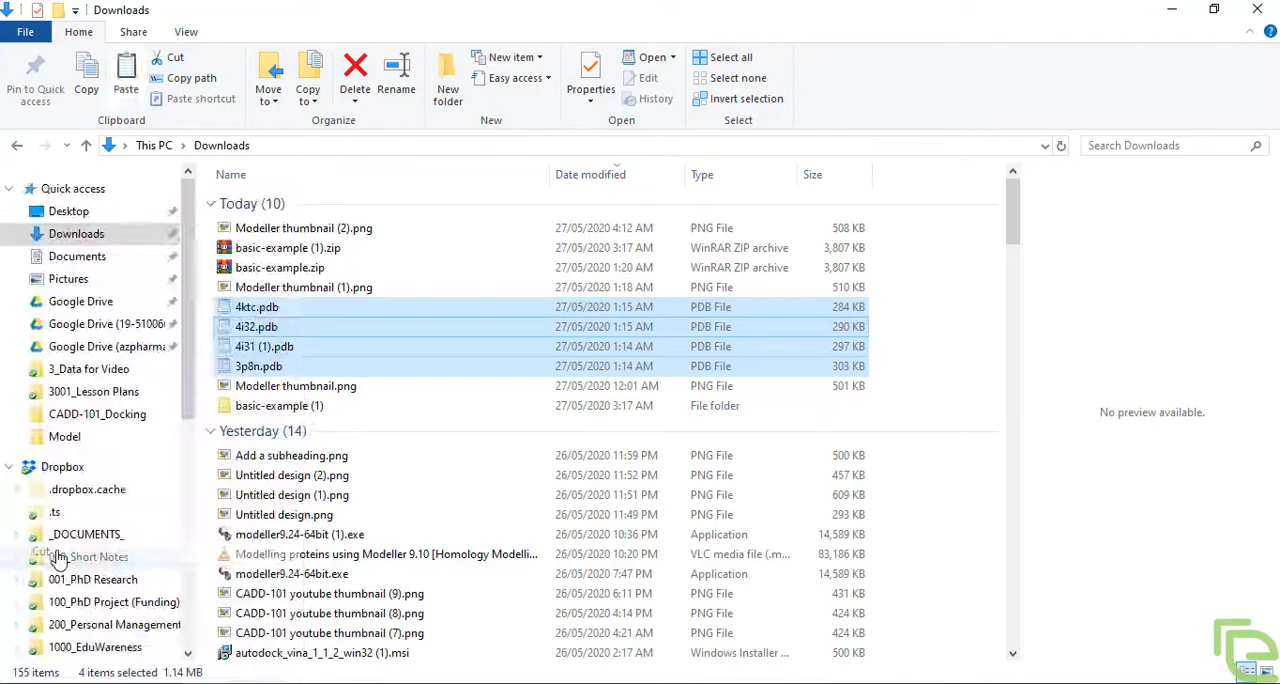 Downloads
File Home Share View
Pin to Quick access
Copy
Paste
Cut
Copy path
Paste shortcut
Clipboard
Move to
Copy to
Delete
Rename
Organize
New folder
New item
Easy access
New
Properties
Open
Edit
History
Open
Select all
Select none
Invert selection
Select
This PC Downloads
Search Downloads
Quick access
Desktop
Downloads
Documents
Pictures
Google Drive
Google Drive (19-51006
Google Drive (azpharma
3_Data for Video
3001_Lesson Plans
CADD-101_Docking
Model
Dropbox
.dropbox.cache
.ts
_DOCUMENTS_
Short Notes
001_PhD Research
100_PhD Project (Funding)
200_Personal Management
1000_EduWareness
Name Date modified Type Size
Today (10)
Modeller thumbnail (2).png 27/05/2020 4:12 AM PNG File 508 KB
basic-example (1).zip 27/05/2020 3:17 AM WinRAR ZIP archive 3,807 KB
basic-example.zip 27/05/2020 1:20 AM WinRAR ZIP archive 3,807 KB
Modeller thumbnail (1).png 27/05/2020 1:18 AM PNG File 510 KB
4ktc.pdb 27/05/2020 1:15 AM PDB File 284 KB
4i32.pdb 27/05/2020 1:15 AM PDB File 290 KB
4i31 (1).pdb 27/05/2020 1:14 AM PDB File 297 KB
3p8n.pdb 27/05/2020 1:14 AM PDB File 303 KB
Modeller thumbnail.png 27/05/2020 12:01 AM PNG File 501 KB
basic-example (1) 27/05/2020 3:17 AM File folder
Yesterday (14)
Add a subheading.png 26/05/2020 11:59 PM PNG File 500 KB
Untitled design (2).png 26/05/2020 11:52 PM PNG File 457 KB
Untitled design (1).png 26/05/2020 11:51 PM PNG File 609 KB
Untitled design.png 26/05/2020 11:50 PM PNG File 293 KB
modeller9.24-64bit (1).exe 26/05/2020 10:36 PM Application 14,589 KB
Modelling proteins using Modeller 9.10 [Homology Modelli... 26/05/2020 10:20 PM VLC media file (.m... 83,186 KB
modeller9.24-64bit.exe 26/05/2020 7:47 PM Application 14,589 KB
CADD-101 youtube thumbnail (9).png 26/05/2020 6:11 PM PNG File 431 KB
CADD-101 youtube thumbnail (8).png 26/05/2020 4:14 PM PNG File 424 KB
CADD-101 youtube thumbnail (7).png 26/05/2020 4:21 AM PNG File 424 KB
autodock_vina_1_1_2_win32 (1).msi 26/05/2020 2:17 AM Windows Installer ... 500 KB
No preview available.
155 items 4 items selected 1.14 MB